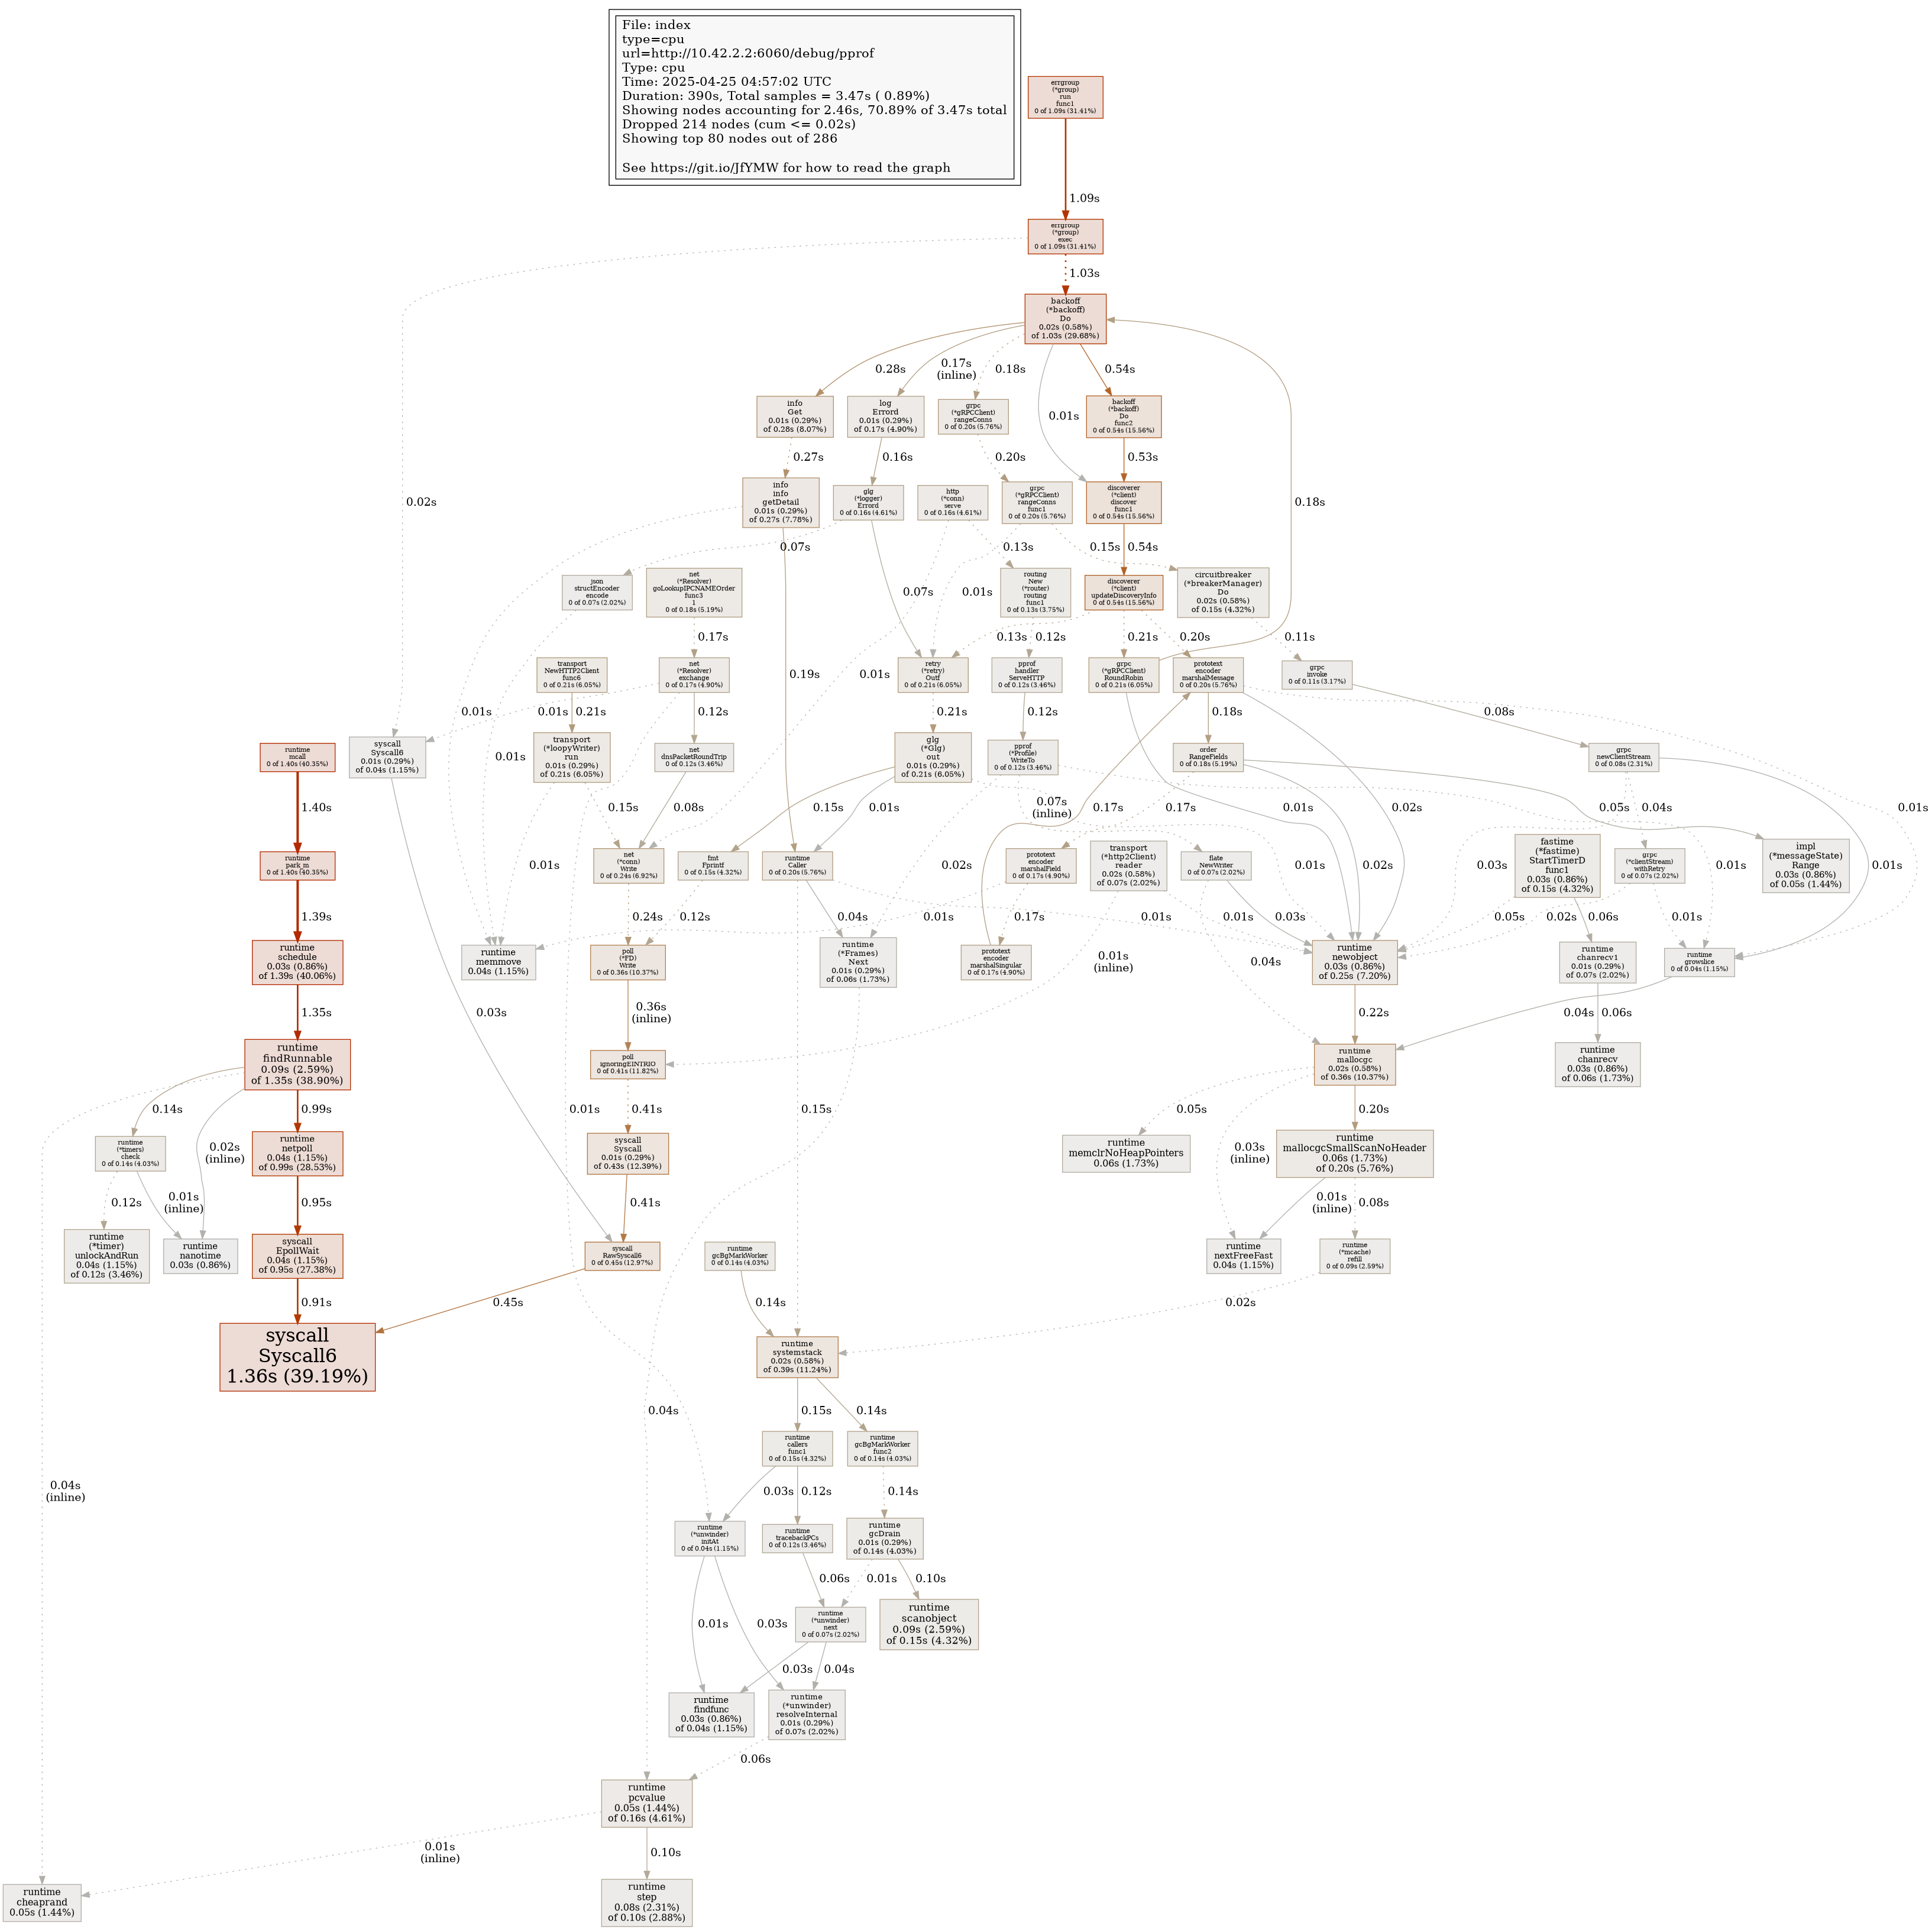 File: index
type=cpu
url=http://10.42.2.2:6060/debug/pprof
Type: cpu
Time: 2025-04-25 04:57:02 UTC
Duration: 390s, Total samples = 3.47s ( 0.89%)
Showing nodes accounting for 2.46s, 70.89% of 3.47s total
Dropped 214 nodes (cum <= 0.02s)
Showing top 80 nodes out of 286
See https://git.io/JfYMW for how to read the graph
errgroup
(*group)
run
func1
0 of 1.09s (31.41%)
1.09s
errgroup
(*group)
exec
0 of 1.09s (31.41%)
1.03s
backoff
(*backoff)
Do
0.02s (0.58%)
of 1.03s (29.68%)
0.28s
0.17s
(inline)
0.18s
0.54s
0.01s
info
Get
0.01s (0.29%)
of 0.28s (8.07%)
log
Errord
0.01s (0.29%)
of 0.17s (4.90%)
grpc
(*gRPCClient)
rangeConns
0 of 0.20s (5.76%)
backoff
(*backoff)
Do
func2
0 of 0.54s (15.56%)
0.27s
0.16s
0.20s
0.53s
0.02s
0.18s
info
info
getDetail
0.01s (0.29%)
of 0.27s (7.78%)
glg
(*logger)
Errord
0 of 0.16s (4.61%)
http
(*conn)
serve
0 of 0.16s (4.61%)
grpc
(*gRPCClient)
rangeConns
func1
0 of 0.20s (5.76%)
discoverer
(*client)
discover
func1
0 of 0.54s (15.56%)
0.07s
0.13s
0.15s
0.54s
json
structEncoder
encode
0 of 0.07s (2.02%)
net
(*Resolver)
goLookupIPCNAMEOrder
func3
1
0 of 0.18s (5.19%)
0.07s
0.01s
routing
New
(*router)
routing
func1
0 of 0.13s (3.75%)
discoverer
(*client)
updateDiscoveryInfo
0 of 0.54s (15.56%)
circuitbreaker
(*breakerManager)
Do
0.02s (0.58%)
of 0.15s (4.32%)
0.17s
0.12s
0.13s
0.21s
0.20s
0.11s
0.19s
0.01s
transport
NewHTTP2Client
func6
0 of 0.21s (6.05%)
net
(*Resolver)
exchange
0 of 0.17s (4.90%)
retry
(*retry)
Outf
0 of 0.21s (6.05%)
pprof
handler
ServeHTTP
0 of 0.12s (3.46%)
grpc
(*gRPCClient)
RoundRobin
0 of 0.21s (6.05%)
prototext
encoder
marshalMessage
0 of 0.20s (5.76%)
grpc
invoke
0 of 0.11s (3.17%)
0.01s
0.01s
0.21s
0.12s
0.21s
0.12s
0.18s
0.08s
runtime
mcall
0 of 1.40s (40.35%)
syscall
Syscall6
0.01s (0.29%)
of 0.04s (1.15%)
0.01s
transport
(*loopyWriter)
run
0.01s (0.29%)
of 0.21s (6.05%)
net
dnsPacketRoundTrip
0 of 0.12s (3.46%)
glg
(*Glg)
out
0.01s (0.29%)
of 0.21s (6.05%)
pprof
(*Profile)
WriteTo
0 of 0.12s (3.46%)
order
RangeFields
0 of 0.18s (5.19%)
grpc
newClientStream
0 of 0.08s (2.31%)
1.40s
0.15s
0.08s
0.15s
0.01s
0.07s
(inline)
0.17s
0.01s
0.17s
0.02s
0.05s
0.04s
0.01s
runtime
park_m
0 of 1.40s (40.35%)
0.01s
net
(*conn)
Write
0 of 0.24s (6.92%)
fmt
Fprintf
0 of 0.15s (4.32%)
runtime
Caller
0 of 0.20s (5.76%)
0.02s
prototext
encoder
marshalField
0 of 0.17s (4.90%)
transport
(*http2Client)
reader
0.02s (0.58%)
of 0.07s (2.02%)
flate
NewWriter
0 of 0.07s (2.02%)
0.01s
0.02s
0.03s
fastime
(*fastime)
StartTimerD
func1
0.03s (0.86%)
of 0.15s (4.32%)
grpc
(*clientStream)
withRetry
0 of 0.07s (2.02%)
0.01s
impl
(*messageState)
Range
0.03s (0.86%)
of 0.05s (1.44%)
0.01s
1.39s
0.24s
0.12s
0.04s
0.01s
0.01s
0.17s
0.01s
0.03s
0.05s
0.06s
0.02s
0.01s
runtime
schedule
0.03s (0.86%)
of 1.39s (40.06%)
runtime
memmove
0.04s (1.15%)
poll
(*FD)
Write
0 of 0.36s (10.37%)
runtime
(*Frames)
Next
0.01s (0.29%)
of 0.06s (1.73%)
prototext
encoder
marshalSingular
0 of 0.17s (4.90%)
0.01s
(inline)
0.04s
runtime
newobject
0.03s (0.86%)
of 0.25s (7.20%)
runtime
chanrecv1
0.01s (0.29%)
of 0.07s (2.02%)
runtime
growslice
0 of 0.04s (1.15%)
1.35s
0.03s
0.36s
(inline)
0.22s
0.06s
0.04s
runtime
findRunnable
0.09s (2.59%)
of 1.35s (38.90%)
poll
ignoringEINTRIO
0 of 0.41s (11.82%)
runtime
mallocgc
0.02s (0.58%)
of 0.36s (10.37%)
runtime
chanrecv
0.03s (0.86%)
of 0.06s (1.73%)
0.14s
0.99s
0.01s
0.41s
0.15s
0.05s
0.20s
runtime
(*timers)
check
0 of 0.14s (4.03%)
0.02s
(inline)
runtime
netpoll
0.04s (1.15%)
of 0.99s (28.53%)
syscall
Syscall
0.01s (0.29%)
of 0.43s (12.39%)
runtime
memclrNoHeapPointers
0.06s (1.73%)
0.03s
(inline)
runtime
mallocgcSmallScanNoHeader
0.06s (1.73%)
of 0.20s (5.76%)
0.12s
0.01s
(inline)
0.95s
0.41s
0.01s
(inline)
0.08s
runtime
(*timer)
unlockAndRun
0.04s (1.15%)
of 0.12s (3.46%)
runtime
nanotime
0.03s (0.86%)
syscall
EpollWait
0.04s (1.15%)
of 0.95s (27.38%)
syscall
RawSyscall6
0 of 0.45s (12.97%)
runtime
gcBgMarkWorker
0 of 0.14s (4.03%)
runtime
nextFreeFast
0.04s (1.15%)
runtime
(*mcache)
refill
0 of 0.09s (2.59%)
0.91s
0.45s
0.14s
0.02s
syscall
Syscall6
1.36s (39.19%)
runtime
systemstack
0.02s (0.58%)
of 0.39s (11.24%)
0.04s
0.15s
0.14s
runtime
callers
func1
0 of 0.15s (4.32%)
runtime
gcBgMarkWorker
func2
0 of 0.14s (4.03%)
0.04s
(inline)
0.03s
0.12s
0.14s
runtime
(*unwinder)
initAt
0 of 0.04s (1.15%)
runtime
tracebackPCs
0 of 0.12s (3.46%)
runtime
gcDrain
0.01s (0.29%)
of 0.14s (4.03%)
0.06s
0.01s
0.10s
0.01s
0.03s
runtime
(*unwinder)
next
0 of 0.07s (2.02%)
runtime
scanobject
0.09s (2.59%)
of 0.15s (4.32%)
0.03s
0.04s
runtime
findfunc
0.03s (0.86%)
of 0.04s (1.15%)
runtime
(*unwinder)
resolveInternal
0.01s (0.29%)
of 0.07s (2.02%)
0.06s
runtime
pcvalue
0.05s (1.44%)
of 0.16s (4.61%)
0.01s
(inline)
0.10s
runtime
cheaprand
0.05s (1.44%)
runtime
step
0.08s (2.31%)
of 0.10s (2.88%)